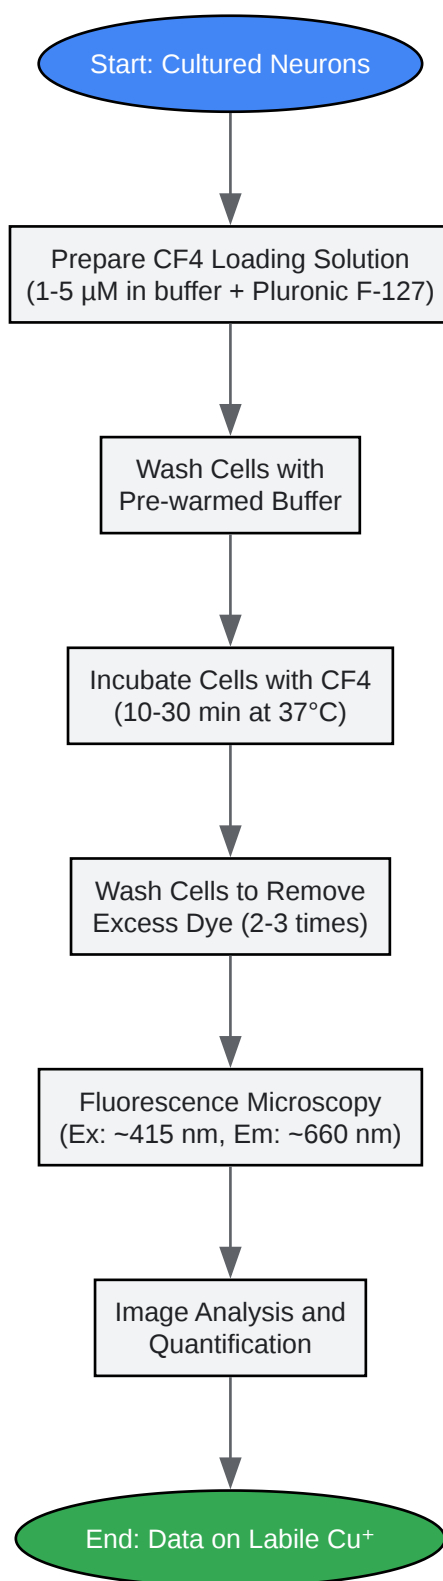 Start: Cultured Neurons
Prepare CF4 Loading Solution
(1-5 µM in buffer + Pluronic F-127)
Wash Cells with
Pre-warmed Buffer
Incubate Cells with CF4
(10-30 min at 37°C)
Wash Cells to Remove
Excess Dye (2-3 times)
Fluorescence Microscopy
(Ex: ~415 nm, Em: ~660 nm)
Image Analysis and
Quantification
End: Data on Labile Cu⁺